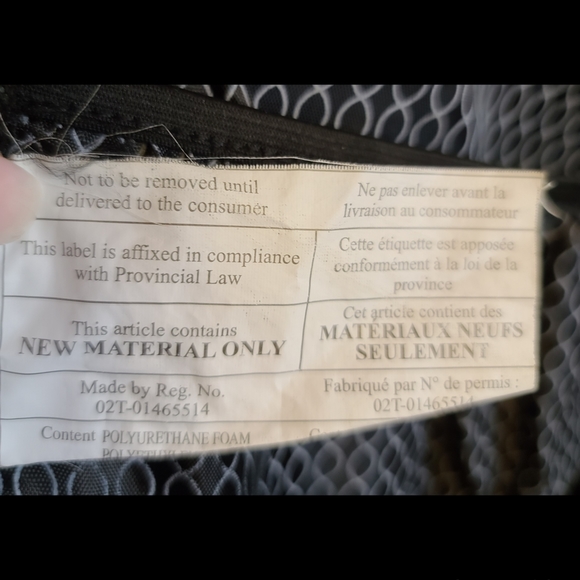 Not to be removed until
delivered to the consumer
Ne pas enlever avant la
livraison au consommateur
This label is affixed in compliance
with Provincial Law
Cette étiquette est apposée
conformément à la loi de la
province
This article contains
NEW MATERIAL ONLY
Cet article contient des
MATÉRIAUX NEUFS
SEULEMENT
Made by Reg. No.
02T-01465514
Fabriqué par N° de permis :
02T-0146551
Content POLYURETHANE FOAM